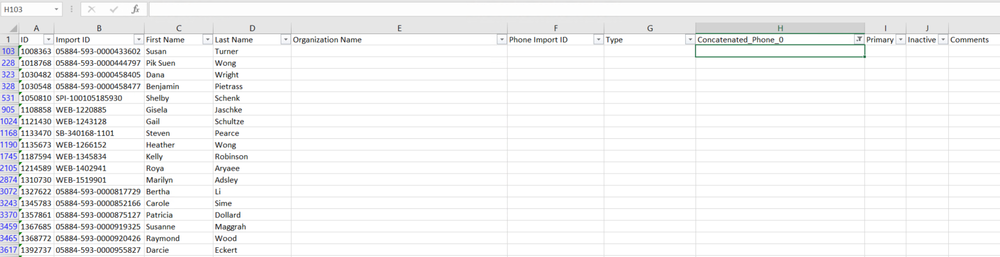 H103 fx
A B C D E F G H I J
1 ID Import ID First Name Last Name Organization Name Phone Import ID Type Concatenated_Phone_0 Primary Inactive Comments
103 1008363 05884-593-0000433602 Susan Turner
228 1018768 05884-593-0000444797 Pik Suen Wong
323 1030482 05884-593-0000458405 Dana Wright
328 1030548 05884-593-0000458477 Benjamin Pietrass
531 1050810 SPI-100105185930 Shelby Schenk
905 1108858 WEB-1220885 Gisela Jaschke
1024 1121430 WEB-1243128 Gail Schultze
1168 1133470 SB-340168-1101 Steven Pearce
1190 1135673 WEB-1266152 Heather Wong
1745 1187594 WEB-1345834 Kelly Robinson
2105 1214589 WEB-1402941 Roya Aryaee
2874 1310730 WEB-1519901 Marilyn Adsley
3072 1327622 05884-593-0000817729 Bertha Li
3243 1345783 05884-593-0000852166 Carole Sime
3370 1357861 05884-593-0000875127 Patricia Dollard
3459 1367685 05884-593-0000919325 Susanne Maggrah
3465 1368772 05884-593-0000920426 Raymond Wood
3617 1392737 05884-593-0000955827 Darcie Eckert